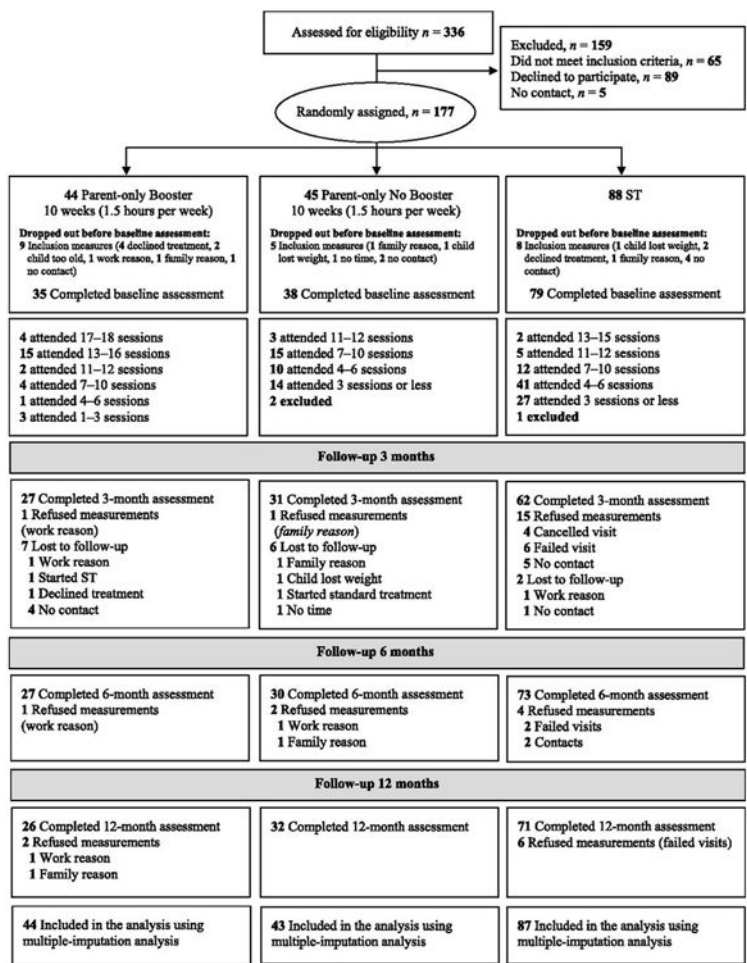 Assessed for eligibility n = 336
Excluded, n = 159
Did not meet inclusion criteria, n = 65
Declined to participate, n = 89
No contact, n = 5
Randomly assigned, n = 177
44 Parent-only Booster
10 weeks (1.5 hours per week)
Dropped out before baseline assessment:
9 Inclusion measures (4 declined treatment, 2
child too old, 1 work reason, 1 family reason, 1
no contact)
35 Completed baseline assessment
45 Parent-only No Booster
10 weeks (1.5 hours per week)
Dropped out before baseline assessment:
5 Inclusion measures (1 family reason, 1 child
lost weight, 1 no time, 2 no contact)
38 Completed baseline assessment
88 ST
Dropped out before baseline assessment:
8 Inclusion measures (1 child lost weight, 2
declined treatment, 1 family reason, 4 no
contact)
79 Completed baseline assessment
4 attended 17–18 sessions
15 attended 13–16 sessions
2 attended 11–12 sessions
4 attended 7–10 sessions
1 attended 4–6 sessions
3 attended 1–3 sessions
3 attended 11–12 sessions
15 attended 7–10 sessions
10 attended 4–6 sessions
14 attended 3 sessions or less
2 excluded
2 attended 13–15 sessions
5 attended 11–12 sessions
12 attended 7–10 sessions
41 attended 4–6 sessions
27 attended 3 sessions or less
1 excluded
Follow-up 3 months
27 Completed 3-month assessment
1 Refused measurements
(work reason)
7 Lost to follow-up
1 Work reason
1 Started ST
1 Declined treatment
4 No contact
31 Completed 3-month assessment
1 Refused measurements
(family reason)
6 Lost to follow-up
1 Family reason
1 Child lost weight
1 Started standard treatment
1 No time
62 Completed 3-month assessment
15 Refused measurements
4 Cancelled visit
6 Failed visit
5 No contact
2 Lost to follow-up
1 Work reason
1 No contact
Follow-up 6 months
27 Completed 6-month assessment
1 Refused measurements
(work reason)
30 Completed 6-month assessment
2 Refused measurements
1 Work reason
1 Family reason
73 Completed 6-month assessment
4 Refused measurements
2 Failed visits
2 Contacts
Follow-up 12 months
26 Completed 12-month assessment
2 Refused measurements
1 Work reason
1 Family reason
32 Completed 12-month assessment
71 Completed 12-month assessment
6 Refused measurements (failed visits)
44 Included in the analysis using
multiple-imputation analysis
43 Included in the analysis using
multiple-imputation analysis
87 Included in the analysis using
multiple-imputation analysis